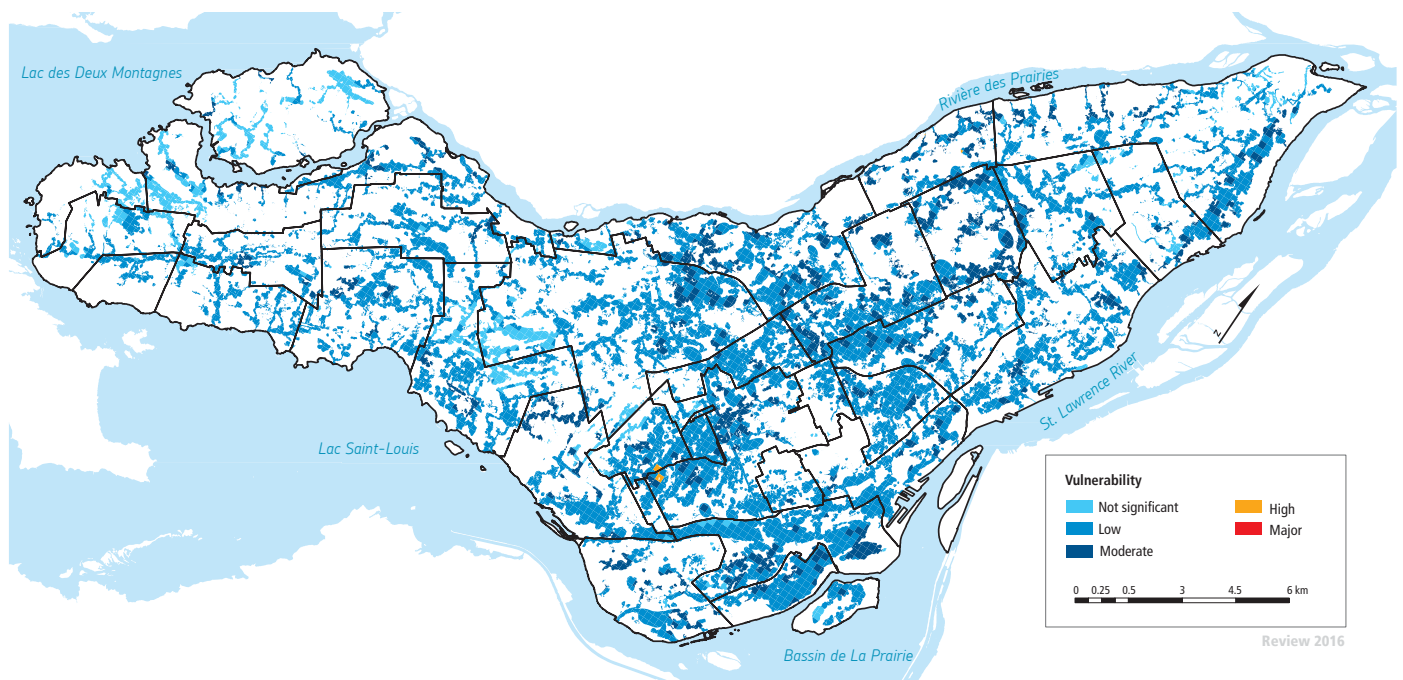 Lac des Deux Montagnes
Rivière des Prairies
N
St. Lawrence River
Lac Saint-Louis
Vulnerability
Not significant
Low
Moderate
High
Major
0 0.25 0.5 3 4.5 6 km
Review 2016
Bassin de La Prairie